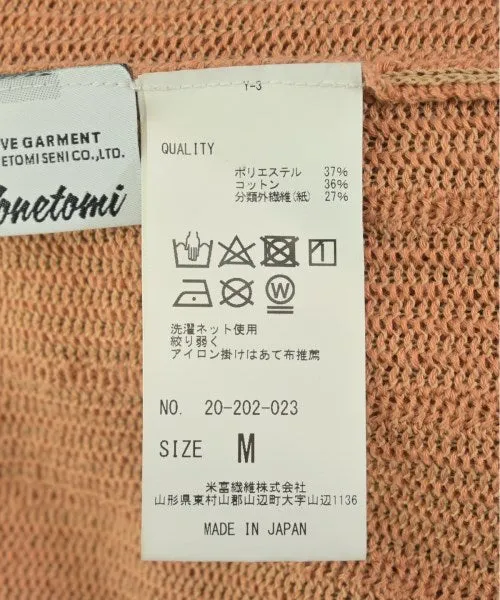 VE GARMENT
ETOMI SENI CO., LTD.
onetomi
Y-3
QUALITY
ポリエステル 37%
コットン 36%
分類外繊維(紙) 27%
1
W
洗濯ネット使用
絞り弱く
アイロン掛けはあて布推薦
NO. 20-202-023
SIZE M
米富繊維株式会社
山形県東村山郡山辺町大字山辺1136
MADE IN JAPAN